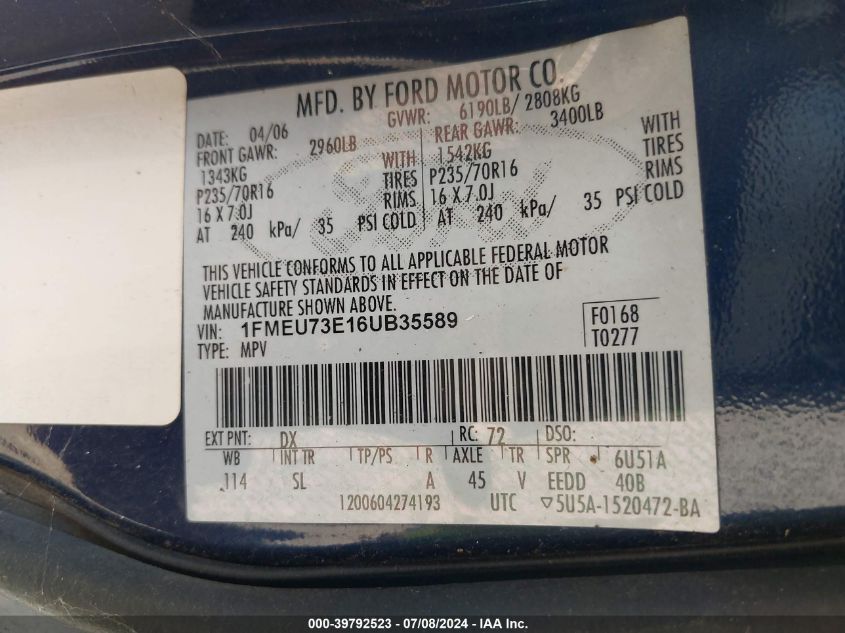 MFD. BY FORD MOTOR CO.
DATE: 04/06 GVWR: 6190LB/ 2808KG
FRONT GAWR: 2960LB REAR GAWR: 3400LB
1343KG WITH 1542KG WITH
P235/70R16 TIRES P235/70R16 TIRES
16 X 7.0J RIMS 16 X 7.0J RIMS
AT 240 kPa/ 35 PSI COLD AT 240 kPa/ 35 PSI COLD
THIS VEHICLE CONFORMS TO ALL APPLICABLE FEDERAL MOTOR
VEHICLE SAFETY STANDARDS IN EFFECT ON THE DATE OF
MANUFACTURE SHOWN ABOVE.
VIN: 1FMEU73E16UB35589 F0168
TYPE: MPV T0277
EXT PNT: DX RC: 72 DSO:
WB INT TR TP/PS R AXLE TR SPR 6U51A
114 SL A 45 V EEDD 40B
1200604274193 UTC ▽5U5A-1520472-BA
000-39792523 - 07/08/2024 - IAA Inc.